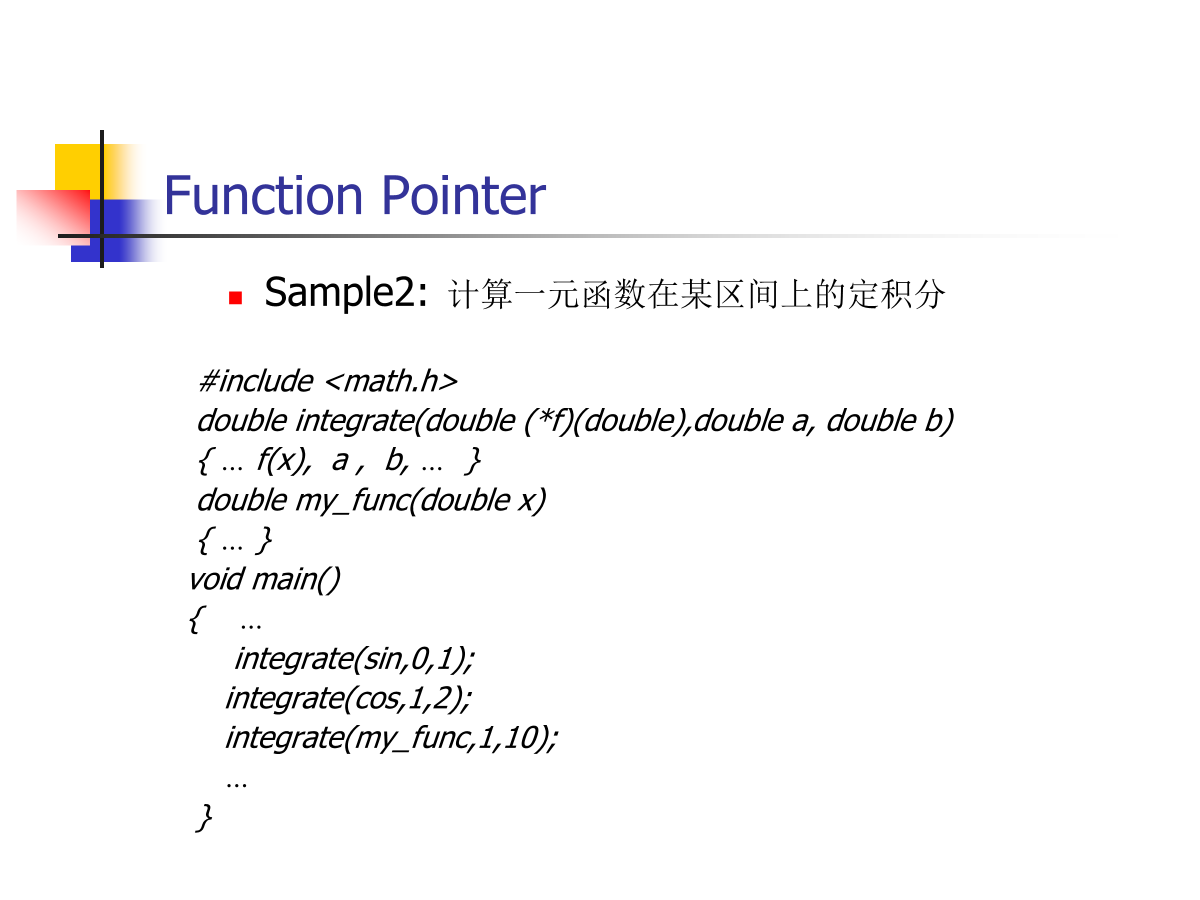 Function Pointer
Sample2: 计算一元函数在某区间上的定积分
#include <math.h>
double integrate(double (*f)(double),double a, double b)
{ … f(x),  a ,  b, …  }
double my_func(double x)
{ … }
void main()
{    …
integrate(sin,0,1);
integrate(cos,1,2);
integrate(my_func,1,10);
…
}